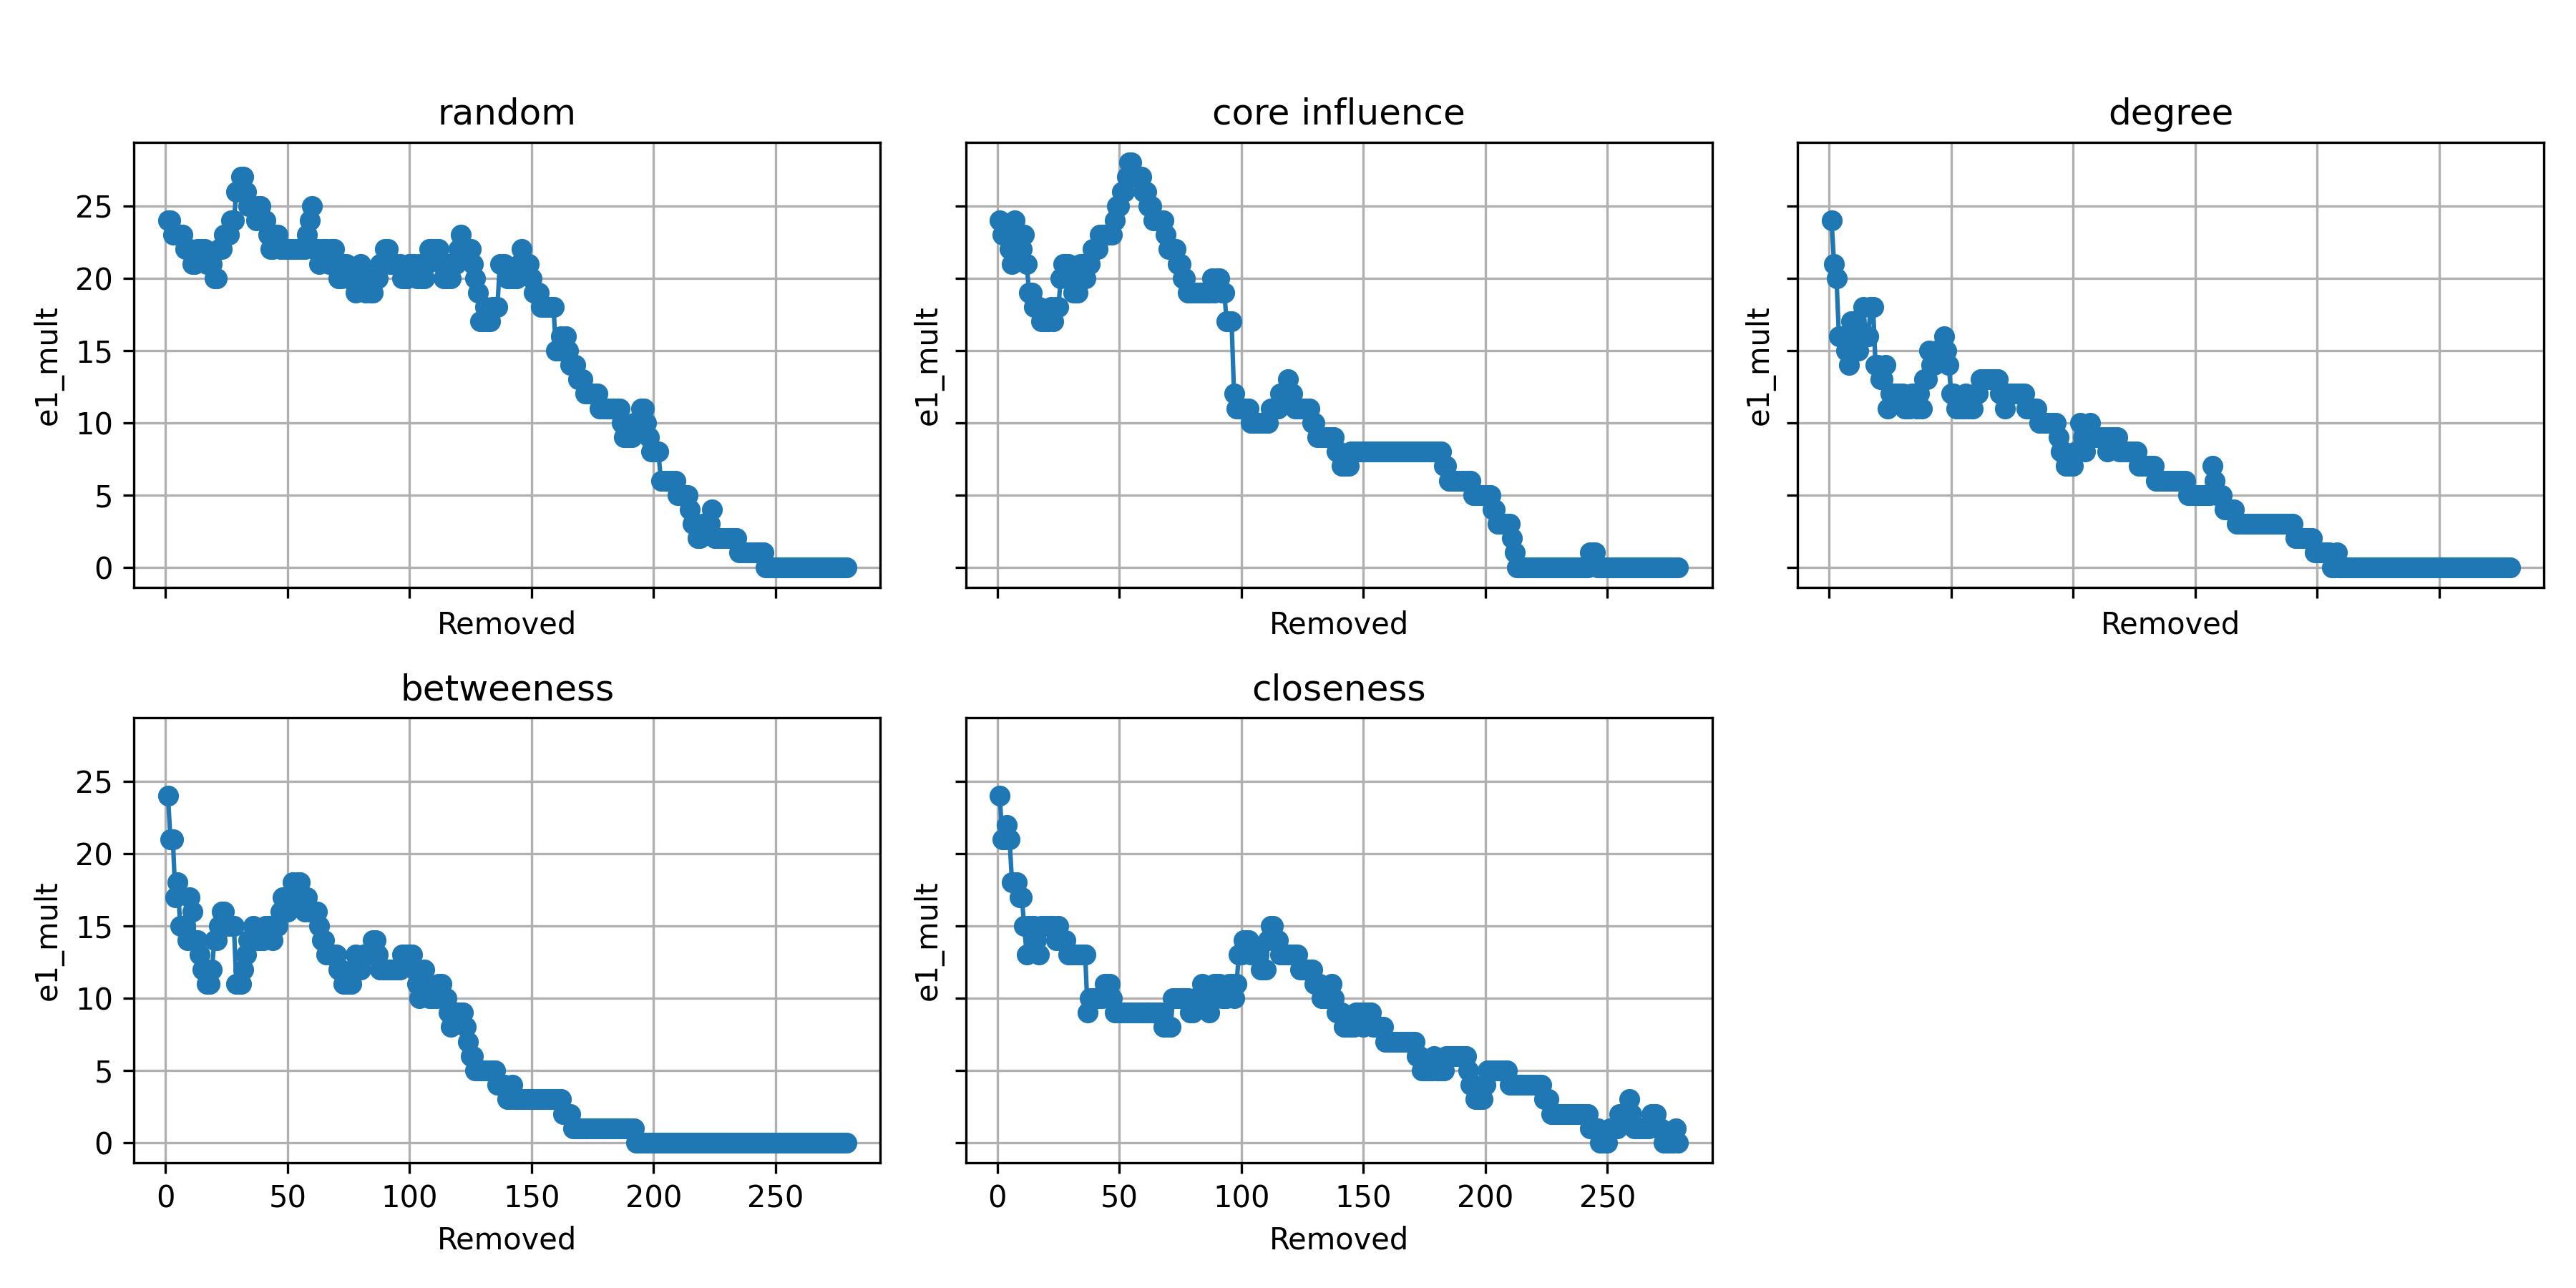 random
core influence
degree
25
20
15
10
5
0
e1_mult
e1_mult
e1_mult
Removed
Removed
Removed
betweeness
closeness
25
20
15
10
5
0
e1_mult
e1_mult
0 50 100 150 200 250
0 50 100 150 200 250
Removed
Removed